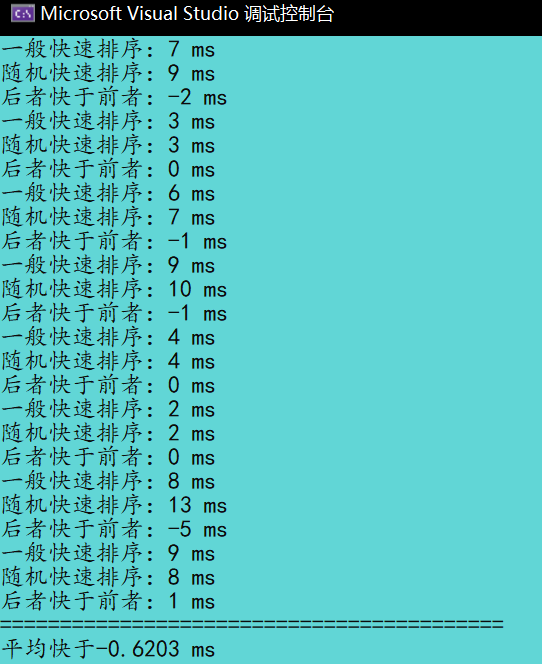 Microsoft Visual Studio 调试控制台
一般快速排序: 7 ms
随机快速排序: 9 ms
后者快于前者: -2 ms
一般快速排序: 3 ms
随机快速排序: 3 ms
后者快于前者: 0 ms
一般快速排序: 6 ms
随机快速排序: 7 ms
后者快于前者: -1 ms
一般快速排序: 9 ms
随机快速排序: 10 ms
后者快于前者: -1 ms
一般快速排序: 4 ms
随机快速排序: 4 ms
后者快于前者: 0 ms
一般快速排序: 2 ms
随机快速排序: 2 ms
后者快于前者: 0 ms
一般快速排序: 8 ms
随机快速排序: 13 ms
后者快于前者: -5 ms
一般快速排序: 9 ms
随机快速排序: 8 ms
后者快于前者: 1 ms
==========================================
平均快于-0.6203 ms